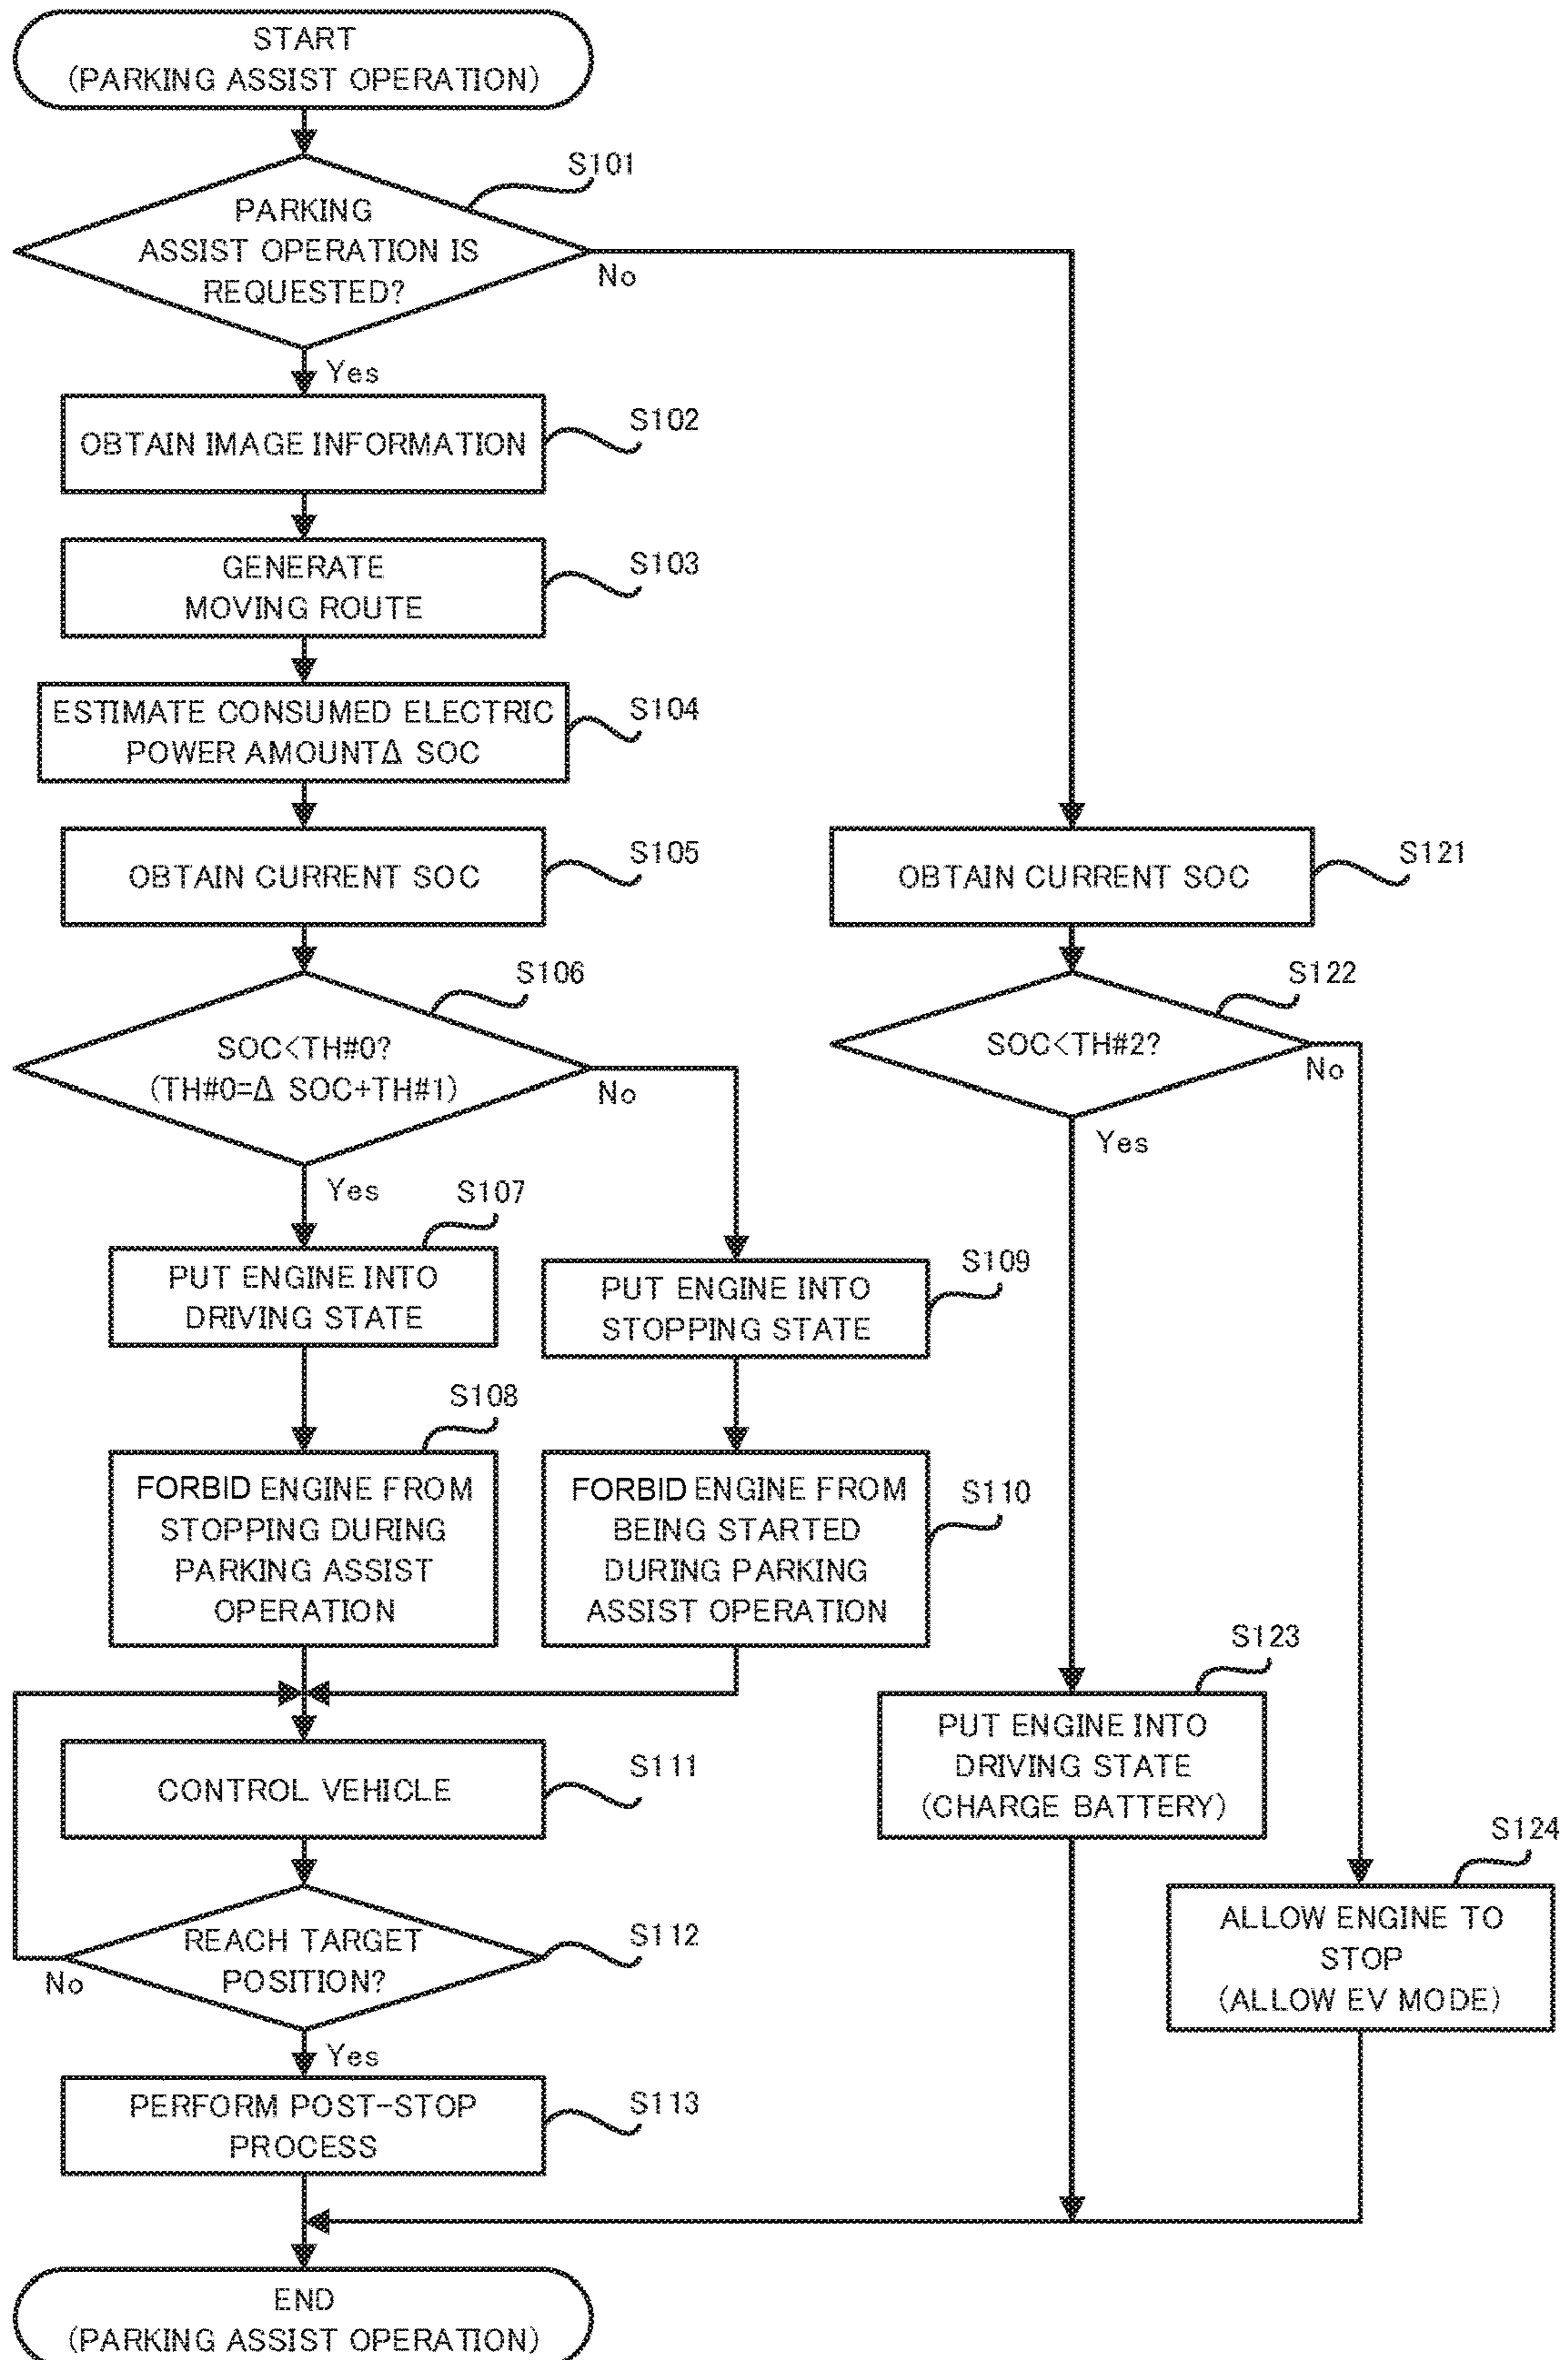 START
(PARKING ASSIST OPERATION)
S101
PARKING
ASSIST OPERATION IS
REQUESTED?
No
Yes
S102
OBTAIN IMAGE INFORMATION
S103
GENERATE
MOVING ROUTE
S104
ESTIMATE CONSUMED ELECTRIC
POWER AMOUNTΔ SOC
S105
OBTAIN CURRENT SOC
S121
OBTAIN CURRENT SOC
S106
SOC<TH#0?
(TH#0=Δ SOC+TH#1)
No
Yes
S122
SOC<TH#2?
No
Yes
S107
PUT ENGINE INTO
DRIVING STATE
S109
PUT ENGINE INTO
STOPPING STATE
S108
FORBID ENGINE FROM
STOPPING DURING
PARKING ASSIST
OPERATION
S110
FORBID ENGINE FROM
BEING STARTED
DURING PARKING
ASSIST OPERATION
S123
PUT ENGINE INTO
DRIVING STATE
(CHARGE BATTERY)
S111
CONTROL VEHICLE
S124
ALLOW ENGINE TO
STOP
(ALLOW EV MODE)
S112
REACH TARGET
POSITION?
No
Yes
S113
PERFORM POST-STOP
PROCESS
END
(PARKING ASSIST OPERATION)